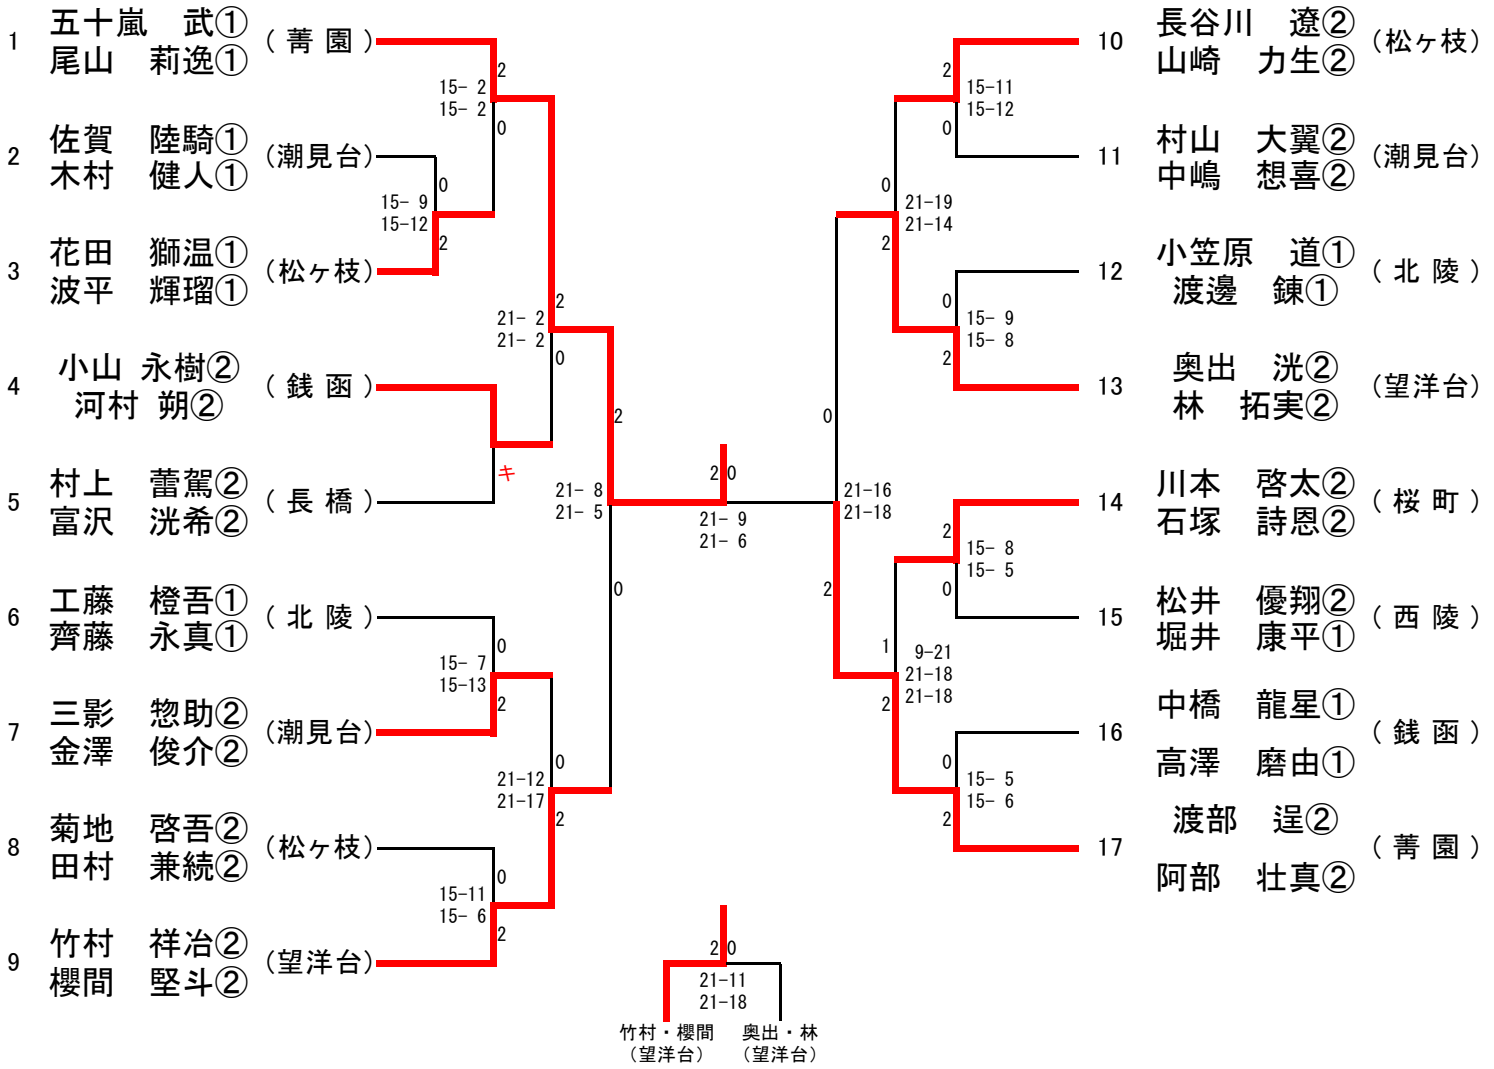 1 五十嵐　武① ( 菁 園 )
尾山　莉逸①
2 佐賀　陸騎① (潮見台)
木村　健人①
3 花田　獅温① (松ヶ枝)
波平　輝瑠①
4 小山 永樹② ( 銭 函 )
河村 朔②
5 村上　蕾駕② ( 長 橋 )
富沢　洸希②
6 工藤　橙吾① ( 北 陵 )
齊藤　永真①
7 三影　惣助② (潮見台)
金澤　俊介②
8 菊地　啓吾② (松ヶ枝)
田村　兼続②
9 竹村　祥冶② (望洋台)
櫻間　堅斗②
2
15- 2
15- 2
0
0
15- 9
15-12
2
2
21- 2
21- 2
0
キ
2
21- 8
21- 5
0
0
15- 7
15-13
2
0
21-12
21-17
2
0
15-11
15- 6
2
2 0
21- 9
21- 6
2
15-11
15-12
0
0
21-19
21-14
2
0
15- 9
15- 8
2
0
21-16
21-18
2
2
15- 8
15- 5
0
1
9-21
21-18
21-18
2
0
15- 5
15- 6
2
10 長谷川　遼② (松ヶ枝)
山崎　力生②
11 村山　大翼② (潮見台)
中嶋　想喜②
12 小笠原　道① ( 北 陵 )
渡邊　錬①
13 奥出　洸② (望洋台)
林　拓実②
14 川本　啓太② ( 桜 町 )
石塚　詩恩②
15 松井　優翔② ( 西 陵 )
堀井　康平①
16 中橋　龍星① ( 銭 函 )
高澤　磨由①
17 渡部　逞② ( 菁 園 )
阿部　壮真②
2 0
21-11
21-18
竹村・櫻間 奥出・林
(望洋台) (望洋台)